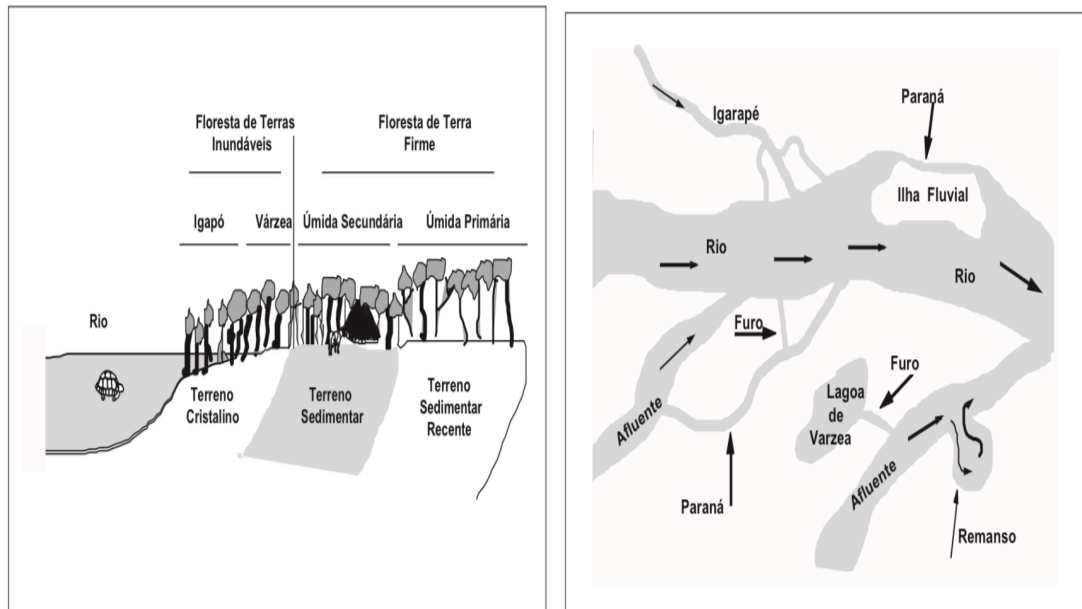 Floresta de Terras
Inundáveis
Floresta de Terra
Firme
Igapó
Várzea
Úmida Secundária
Úmida Primária
Rio
Terreno
Cristalino
Terreno
Sedimentar
Terreno
Sedimentar
Recente
Igarapé
Paraná
Ilha Fluvial
Rio
Rio
Furo
Furo
Afluente
Lagoa
de
Varzea
Afluente
Paraná
Remanso